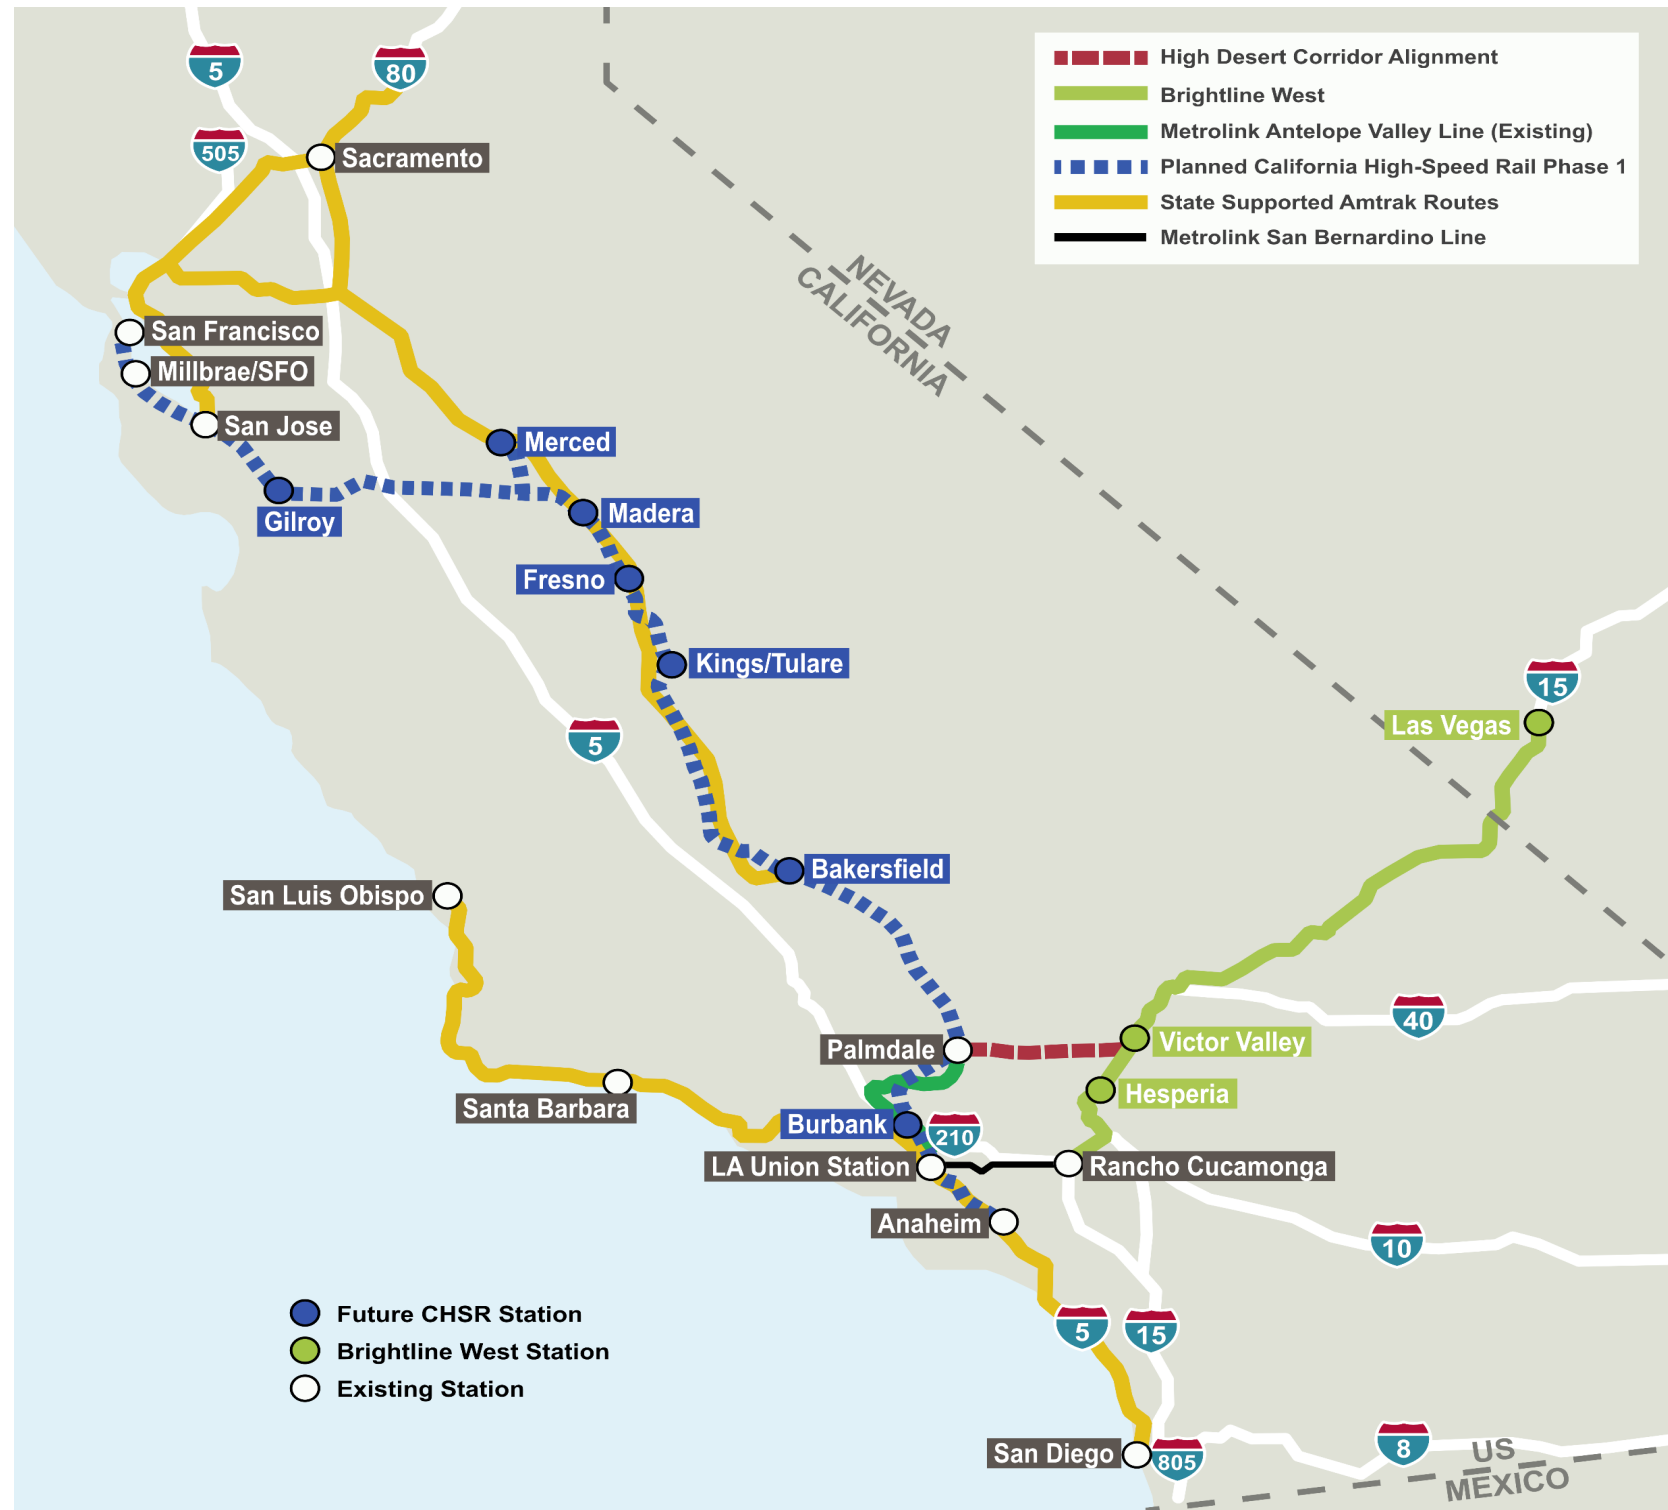 High Desert Corridor Alignment
Brightline West
Metrolink Antelope Valley Line (Existing)
Planned California High-Speed Rail Phase 1
State Supported Amtrak Routes
Metrolink San Bernardino Line
5
80
505
Sacramento
NEVADA
CALIFORNIA
San Francisco
Millbrae/SFO
San Jose
Merced
Gilroy
Madera
Fresno
Kings/Tulare
15
Las Vegas
5
Bakersfield
San Luis Obispo
40
Palmdale
Victor Valley
Hesperia
Santa Barbara
Burbank
210
LA Union Station
Rancho Cucamonga
Anaheim
10
Future CHSR Station
Brightline West Station
Existing Station
5
15
San Diego
805
8
US
MEXICO